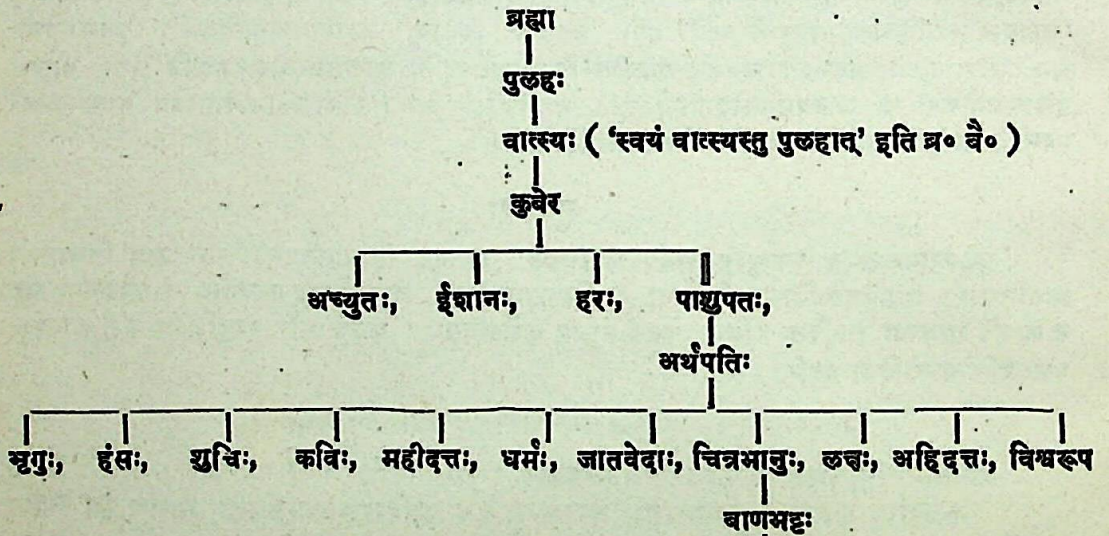 ब्रह्मा
पुलहः
वात्स्यः ( ‘स्वयं वात्स्यस्तु पुलहात्’ इति ब्र० वै० )
कुबेर
अच्युतः, ईशानः, हरः, पाशुपतः,
अर्थपतिः
भृगुः, हंसः, शुचिः, कविः, महीदत्तः, धर्मः, जातवेदाः, चित्रभानुः, लक्षः, अहिदत्तः, विश्वरूप
बाणभट्टः